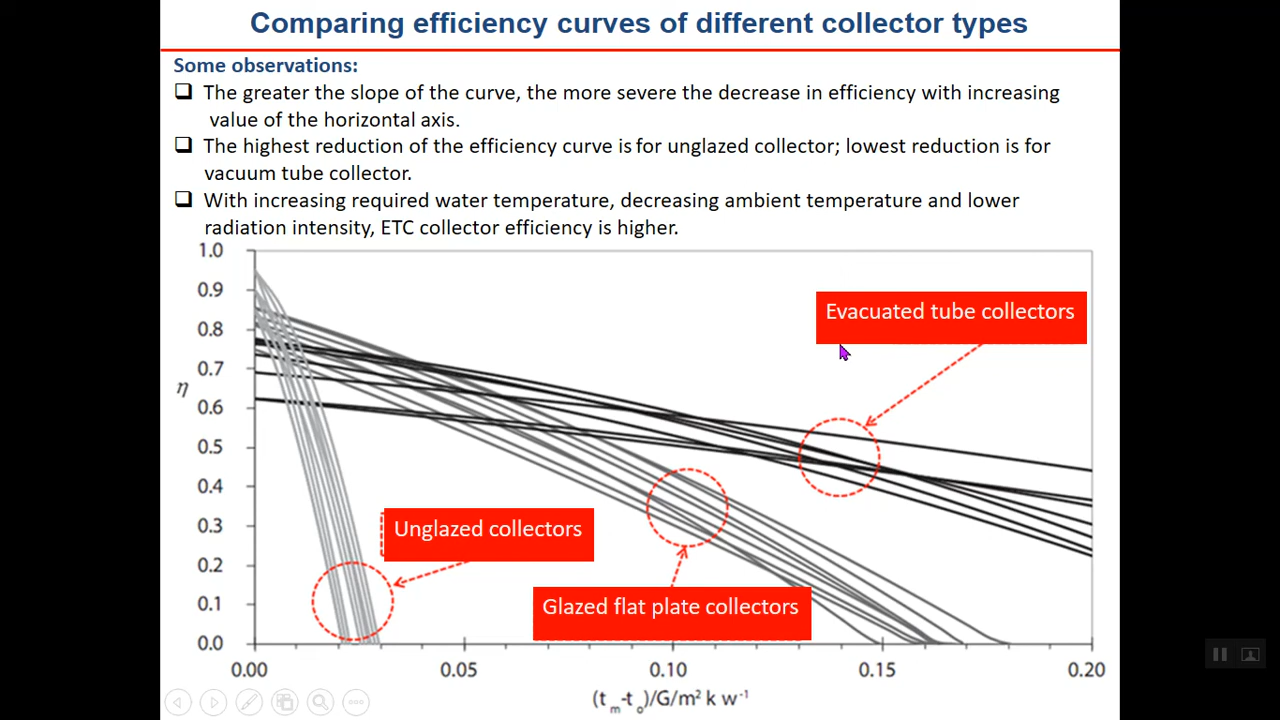 Comparing efficiency curves of different collector types
Some observations:
The greater the slope of the curve, the more severe the decrease in efficiency with increasing
value of the horizontal axis.
The highest reduction of the efficiency curve is for unglazed collector; lowest reduction is for
vacuum tube collector.
With increasing required water temperature, decreasing ambient temperature and lower
radiation intensity, ETC collector efficiency is higher.
1.0
0.9
0.8
0.7
η
0.6
0.5
0.4
0.3
0.2
0.1
0.0
Evacuated tube collectors
Unglazed collectors
Glazed flat plate collectors
0.00 0.05 0.10 0.15 0.20
(t m-t o)/G/m² k w⁻¹